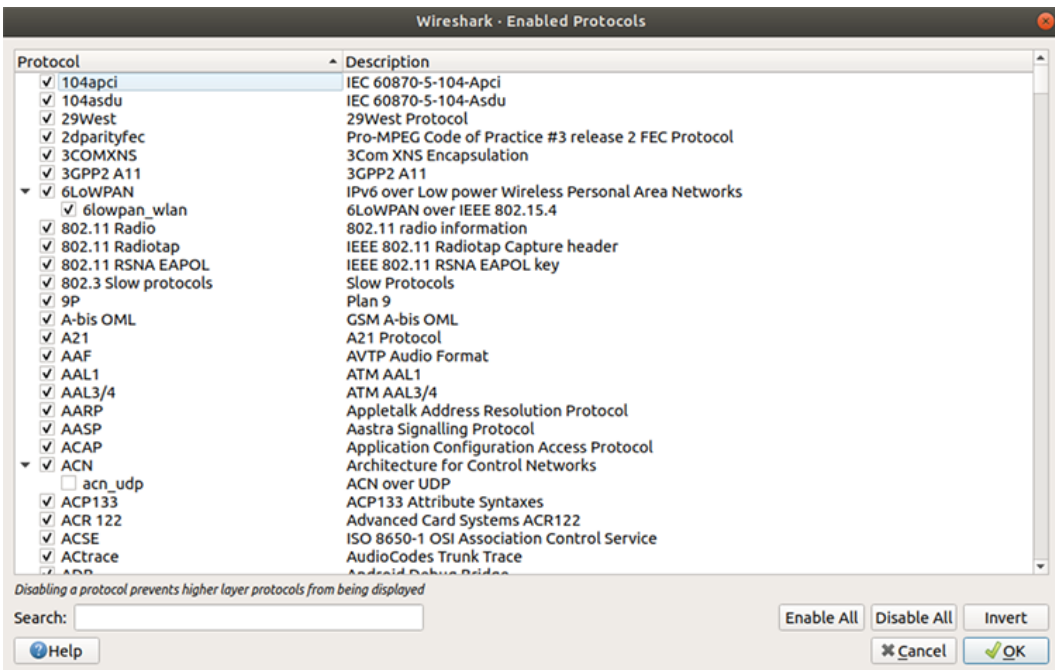 Wireshark · Enabled Protocols
Protocol Description
104apci IEC 60870-5-104-Apci
104asdu IEC 60870-5-104-Asdu
29West 29West Protocol
2dparityfec Pro-MPEG Code of Practice #3 release 2 FEC Protocol
3COMXNS 3Com XNS Encapsulation
3GPP2 A11 3GPP2 A11
6LoWPAN IPv6 over Low power Wireless Personal Area Networks
6lowpan_wlan 6LoWPAN over IEEE 802.15.4
802.11 Radio 802.11 radio information
802.11 Radiotap IEEE 802.11 Radiotap Capture header
802.11 RSNA EAPOL IEEE 802.11 RSNA EAPOL key
802.3 Slow protocols Slow Protocols
9P Plan 9
A-bis OML GSM A-bis OML
A21 A21 Protocol
AAF AVTP Audio Format
AAL1 ATM AAL1
AAL3/4 ATM AAL3/4
AARP Appletalk Address Resolution Protocol
AASP Aastra Signalling Protocol
ACAP Application Configuration Access Protocol
ACN Architecture for Control Networks
acn_udp ACN over UDP
ACP133 ACP133 Attribute Syntaxes
ACR 122 Advanced Card Systems ACR122
ACSE ISO 8650-1 OSI Association Control Service
ACtrace AudioCodes Trunk Trace
ADB Android Debug Bridge
Disabling a protocol prevents higher layer protocols from being displayed
Search: Enable All Disable All Invert
Help Cancel OK